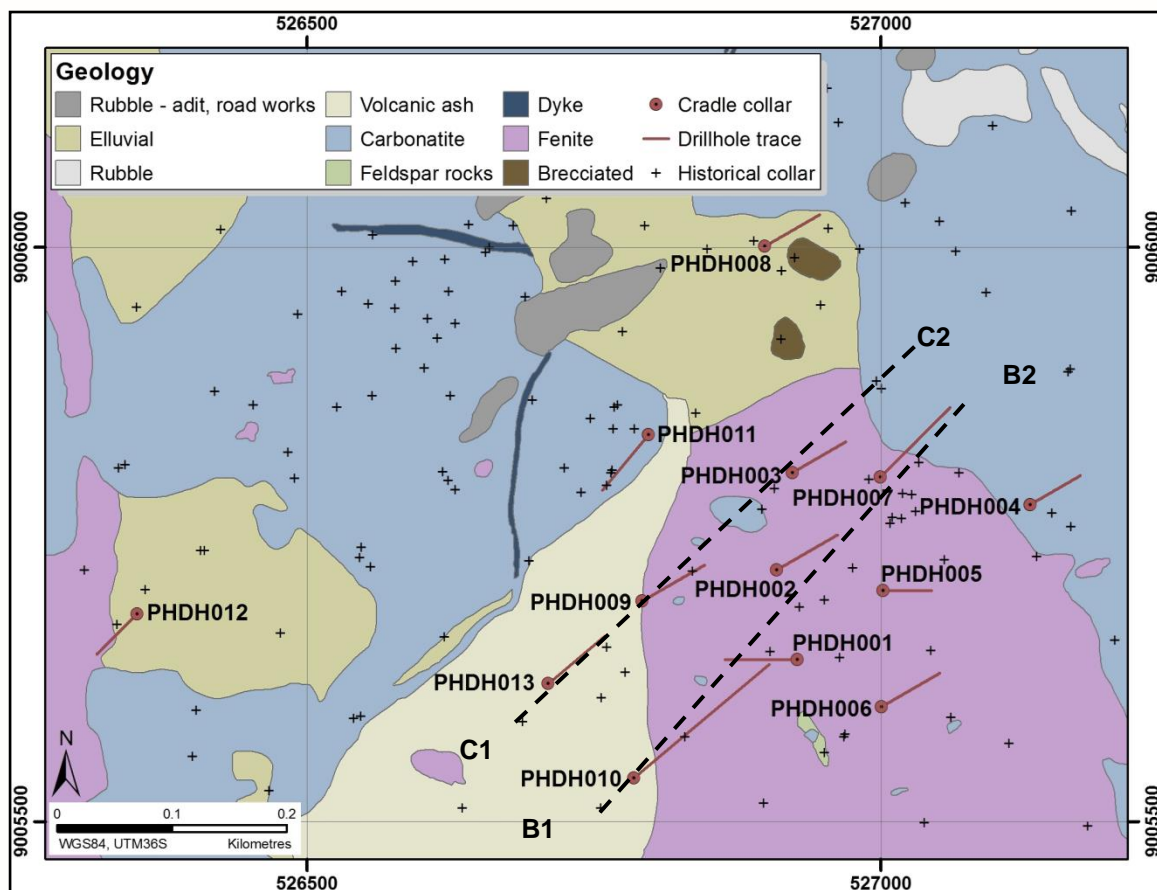 526500 527000
Geology
Rubble - adit, road works Volcanic ash Dyke Cradle collar
Elluvial Carbonatite Fenite Drillhole trace
Rubble Feldspar rocks Brecciated Historical collar
9006000 9006000
PHDH008
C2
B2
PHDH011
PHDH003
PHDH007
PHDH004
PHDH002
PHDH005
PHDH009
PHDH012
PHDH001
PHDH013
PHDH006
C1
N
PHDH010
0 0.1 0.2
B1
9005500 9005500
WGS84, UTM36S Kilometres
526500 527000